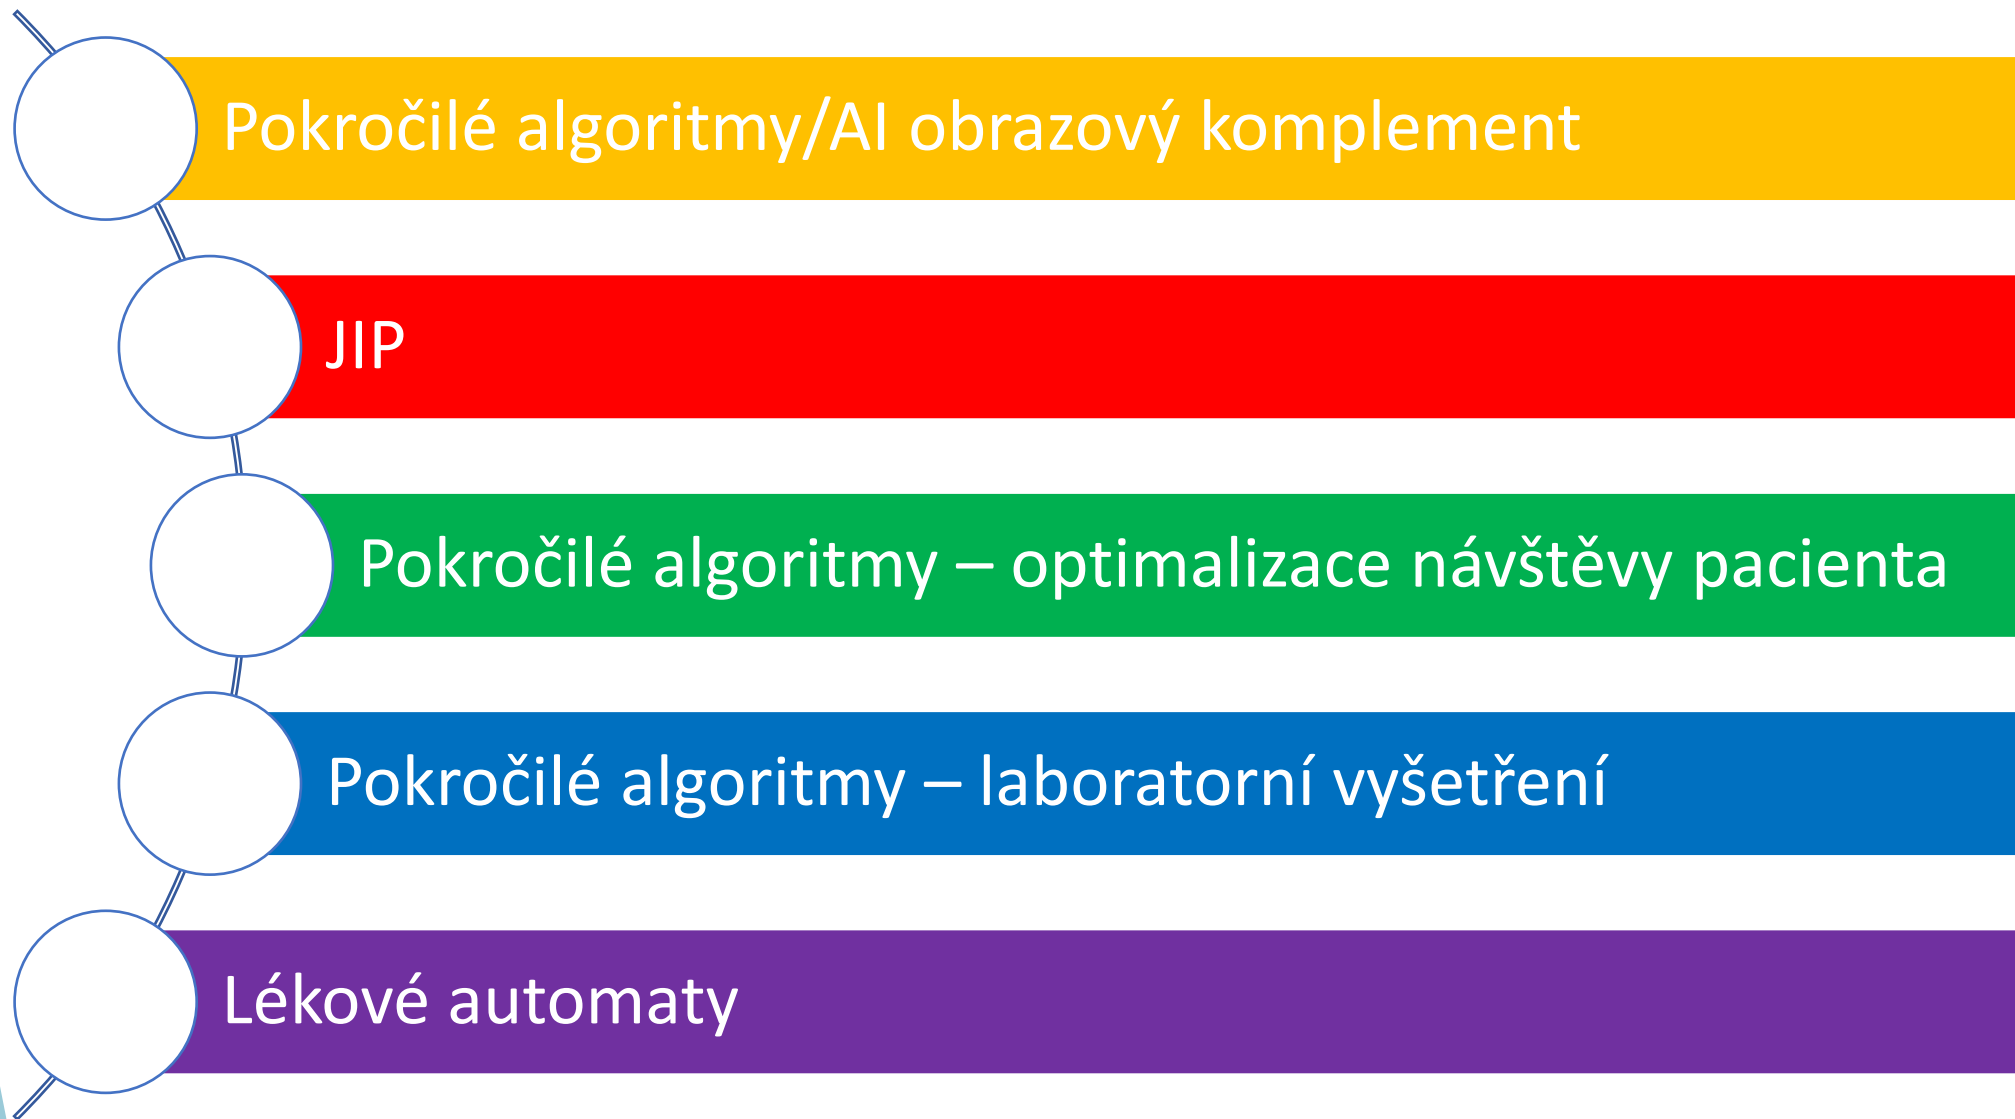 Pokročilé algoritmy/AI obrazový komplement
JIP
Pokročilé algoritmy – optimalizace návštěvy pacienta
Pokročilé algoritmy – laboratorní vyšetření
Lékové automaty